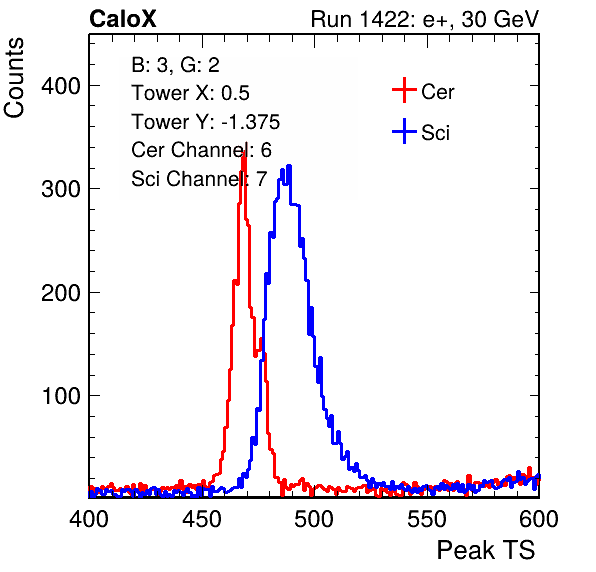 CaloX Run 1422: e+, 30 GeV
Counts
B: 3, G: 2
Tower X: 0.5
Tower Y: -1.375
Cer Channel: 6
Sci Channel: 7
Cer
Sci
400
300
200
100
400 450 500 550 600
Peak TS